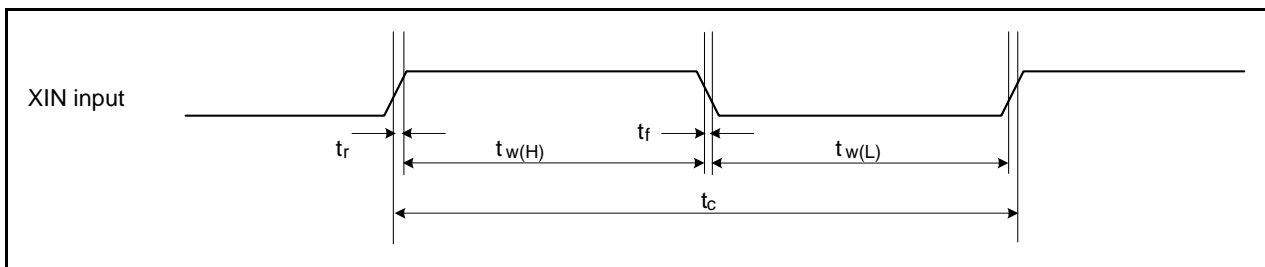 XIN input
tr
tw(H)
tf
tw(L)
tc